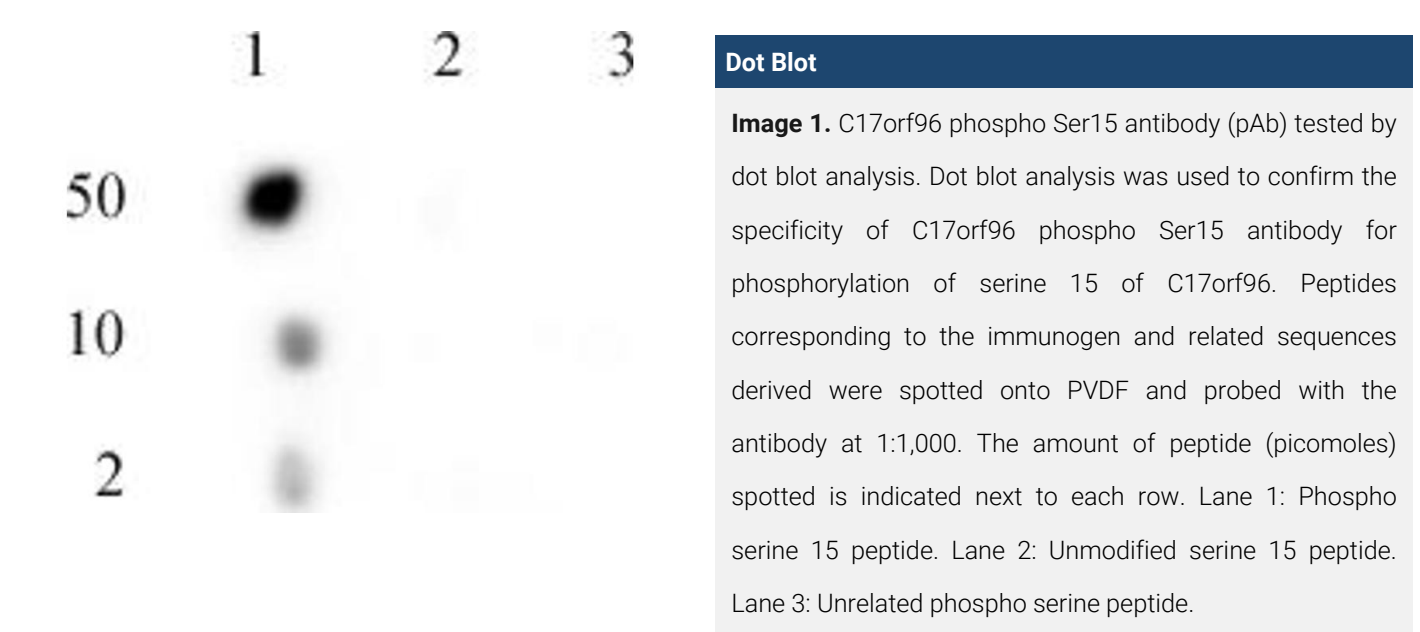 1 2 3
50
10
2
Dot Blot
Image 1. C17orf96 phospho Ser15 antibody (pAb) tested by
dot blot analysis. Dot blot analysis was used to confirm the
specificity of C17orf96 phospho Ser15 antibody for
phosphorylation of serine 15 of C17orf96. Peptides
corresponding to the immunogen and related sequences
derived were spotted onto PVDF and probed with the
antibody at 1:1,000. The amount of peptide (picomoles)
spotted is indicated next to each row. Lane 1: Phospho
serine 15 peptide. Lane 2: Unmodified serine 15 peptide.
Lane 3: Unrelated phospho serine peptide.